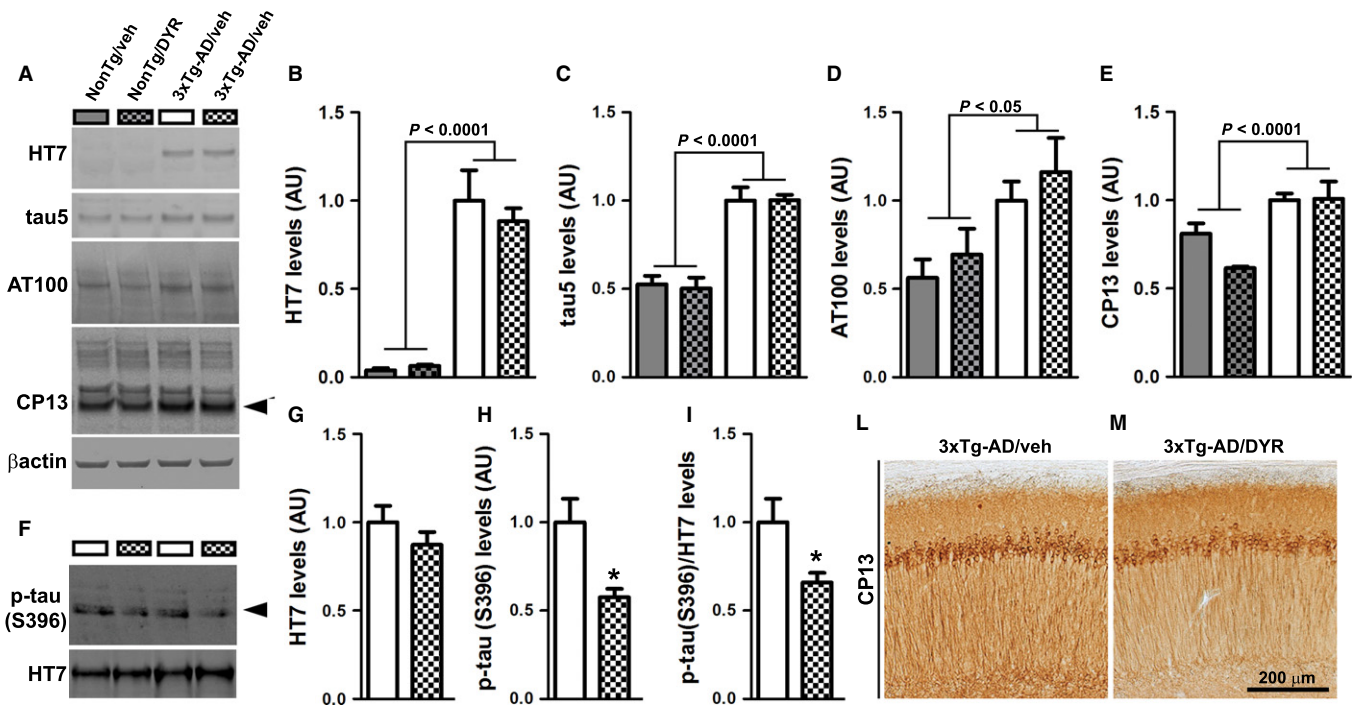 A
NonTg/veh
NonTg/DYR
3xTg-AD/veh
3xTg-AD/veh
HT7
tau5
AT100
CP13
βactin
B
HT7 levels (AU)
1.5
1.0
0.5
0.0
P < 0.0001
C
tau5 levels (AU)
1.5
1.0
0.5
0.0
P < 0.0001
D
AT100 levels (AU)
1.5
1.0
0.5
0.0
P < 0.05
E
CP13 levels (AU)
1.5
1.0
0.5
0.0
P < 0.0001
F
p-tau
(S396)
HT7
G
HT7 levels (AU)
1.5
1.0
0.5
0.0
H
p-tau (S396) levels (AU)
1.5
1.0
0.5
0.0
*
I
p-tau(S396)/HT7 levels
1.5
1.0
0.5
0.0
*
L
3xTg-AD/veh
CP13
M
3xTg-AD/DYR
200 μm